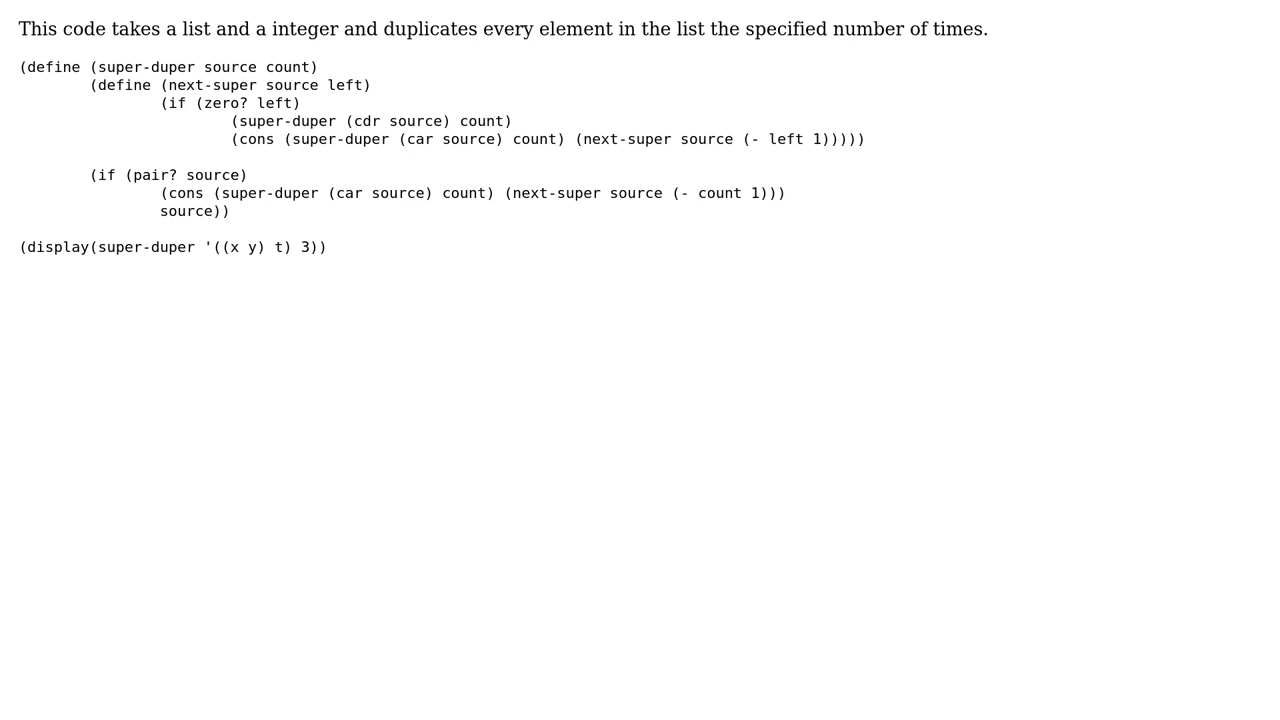 This code takes a list and a integer and duplicates every element in the list the specified number of times.
(define (super-duper source count)
        (define (next-super source left)
                (if (zero? left)
                        (super-duper (cdr source) count)
                        (cons (super-duper (car source) count) (next-super source (- left 1)))))

        (if (pair? source)
                (cons (super-duper (car source) count) (next-super source (- count 1)))
                source))

(display(super-duper '((x y) t) 3))